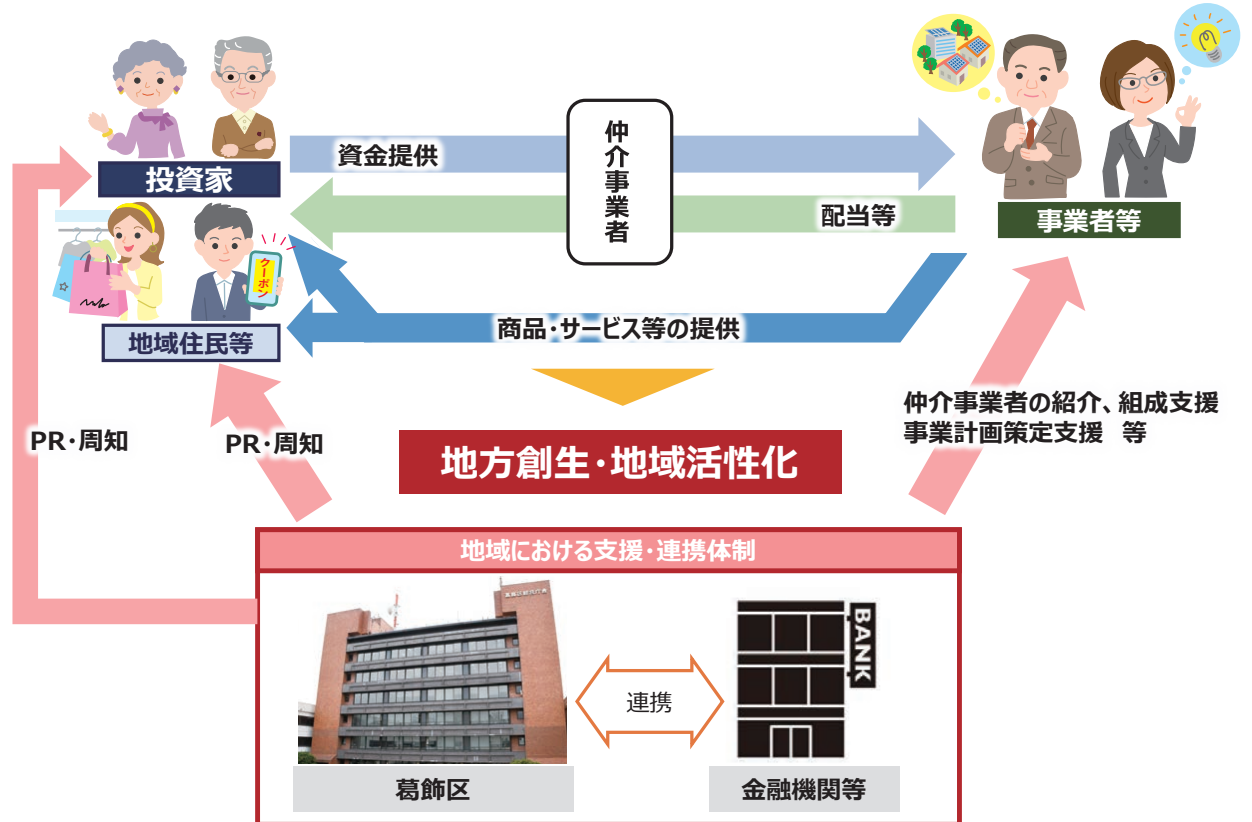 資金提供
仲介事業者
投資家
配当等
事業者等
クーポン
商品・サービス等の提供
地域住民等
仲介事業者の紹介、組成支援
事業計画策定支援　等
PR・周知
PR・周知
地方創生・地域活性化
地域における支援・連携体制
BANK
連携
葛飾区
金融機関等